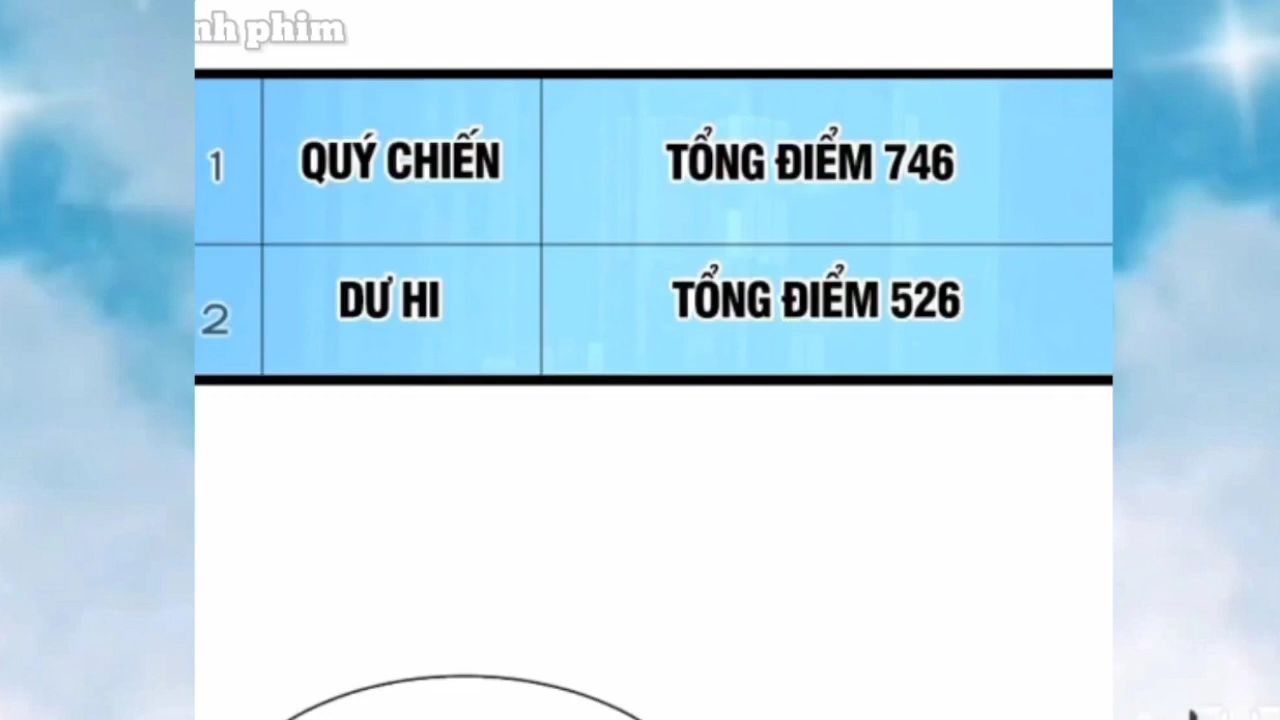 nh phim
1 QUÝ CHIẾN TỔNG ĐIỂM 746
2 DƯ HI TỔNG ĐIỂM 526